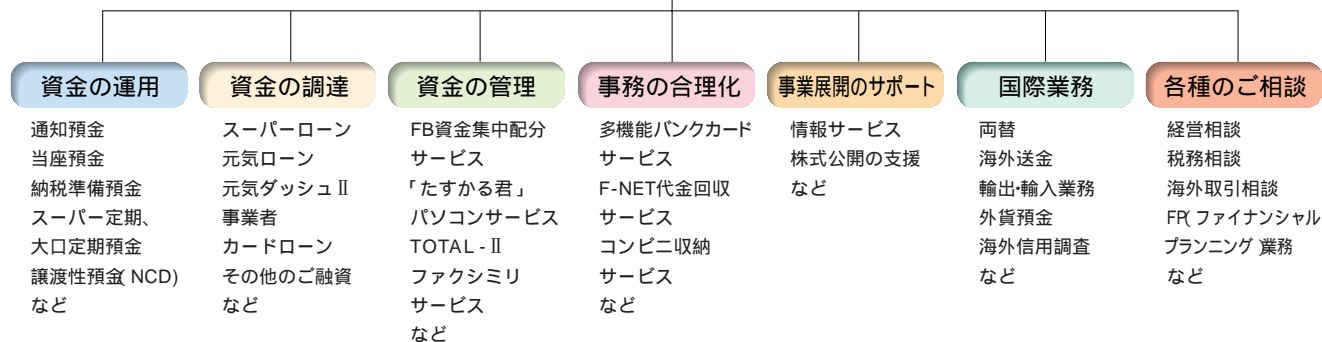 資金の運用
通知預金
当座預金
納税準備預金
スーパー定期、
大口定期預金
譲渡性預金(NCD)
など
資金の調達
スーパーローン
元気ローン
元気ダッシュⅡ
事業者
カードローン
その他のご融資
など
資金の管理
FB資金集中配分
サービス
「たすかる君」
パソコンサービス
TOTAL-Ⅱ
ファクシミリ
サービス
など
事務の合理化
多機能バンクカード
サービス
F-NET代金回収
サービス
コンビニ収納
サービス
など
事業展開のサポート
情報サービス
株式公開の支援
など
国際業務
両替
海外送金
輸出・輸入業務
外貨預金
海外信用調査
など
各種のご相談
経営相談
税務相談
海外取引相談
FP(ファイナンシャル
プランニング)業務
など